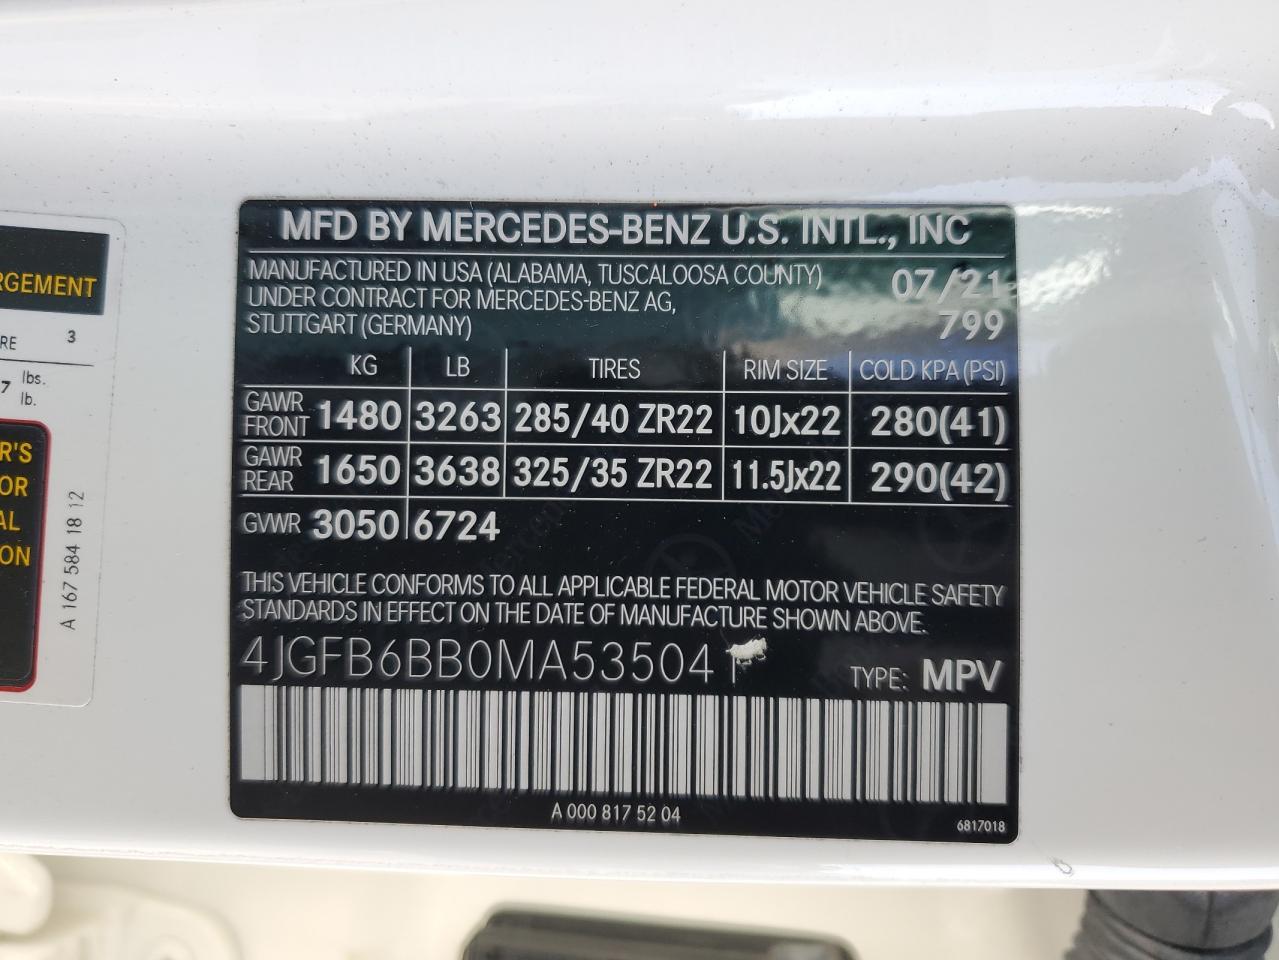 MFD BY MERCEDES-BENZ U.S. INTL., INC
MANUFACTURED IN USA (ALABAMA, TUSCALOOSA COUNTY) 07/21
UNDER CONTRACT FOR MERCEDES-BENZ AG,
STUTTGART (GERMANY) 799
KG LB TIRES RIM SIZE COLD KPA (PSI)
GAWR FRONT 1480 3263 285/40 ZR22 10Jx22 280(41)
GAWR REAR 1650 3638 325/35 ZR22 11.5Jx22 290(42)
GVWR 3050 6724
THIS VEHICLE CONFORMS TO ALL APPLICABLE FEDERAL MOTOR VEHICLE SAFETY
STANDARDS IN EFFECT ON THE DATE OF MANUFACTURE SHOWN ABOVE.
TYPE: MPV
A 000 817 52 04
6817018
RGEMENT
RE 3
7 lbs.
lb.
R'S
OR
AL
ON
A 167 584 18 12